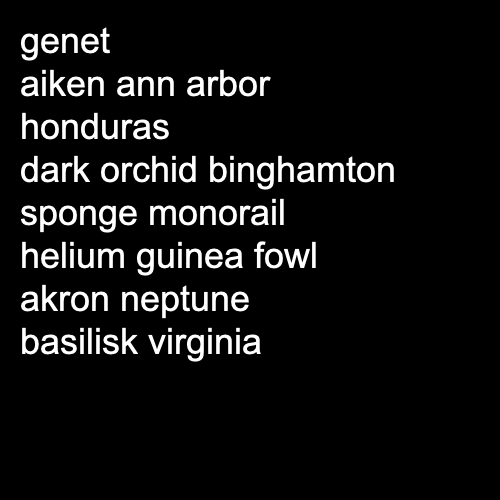 genet
aiken ann arbor
honduras
dark orchid binghamton
sponge monorail
helium guinea fowl
akron neptune
basilisk virginia